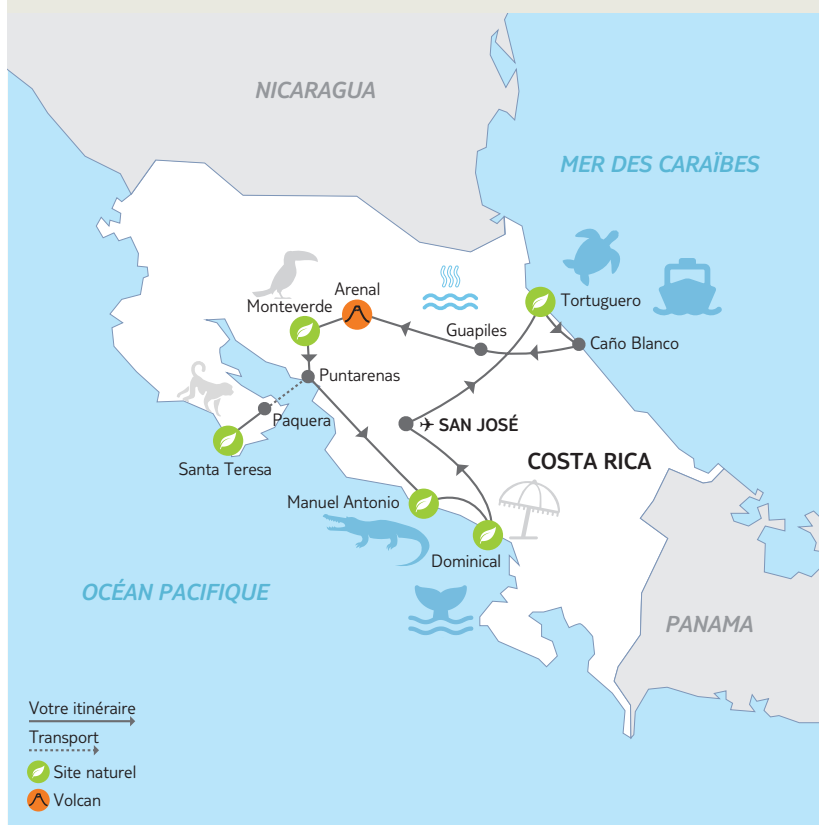 NICARAGUA
MER DES CARAÏBES
Arenal
Monteverde
Tortuguero
Guapiles
Caño Blanco
Puntarenas
Paquera
SAN JOSÉ
Santa Teresa
COSTA RICA
Manuel Antonio
Dominical
OCÉAN PACIFIQUE
PANAMA
Votre itinéraire
Transport
Site naturel
Volcan